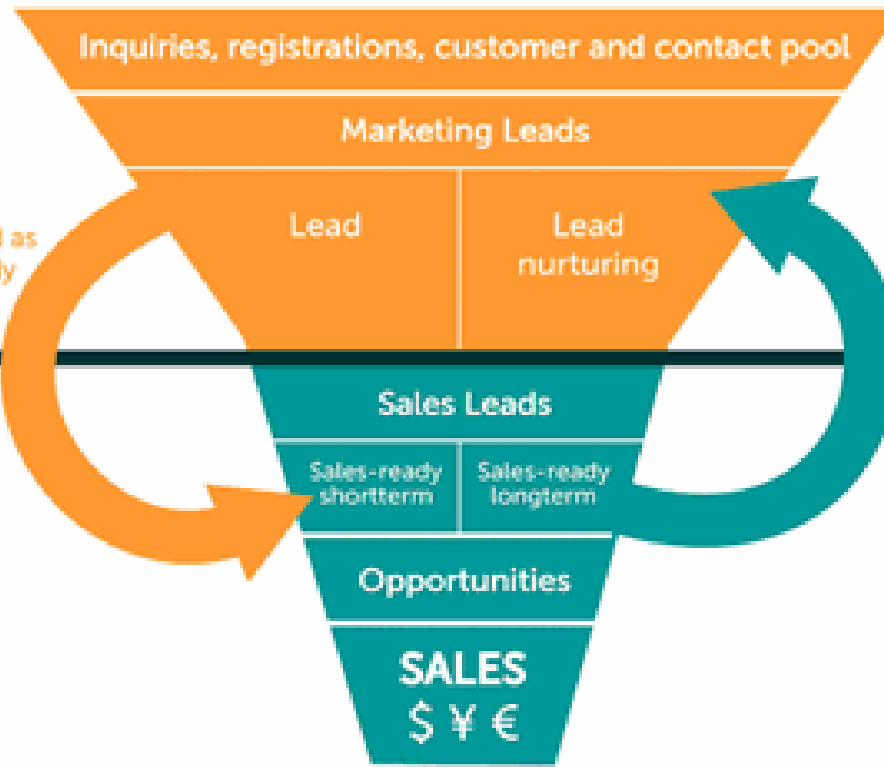 Inquiries, registrations, customer and contact pool
Marketing Leads
Lead
Lead
nurturing
as
Sales Leads
Sales-ready
shortterm
Sales-ready
longterm
Opportunities
SALES
$ ¥ €